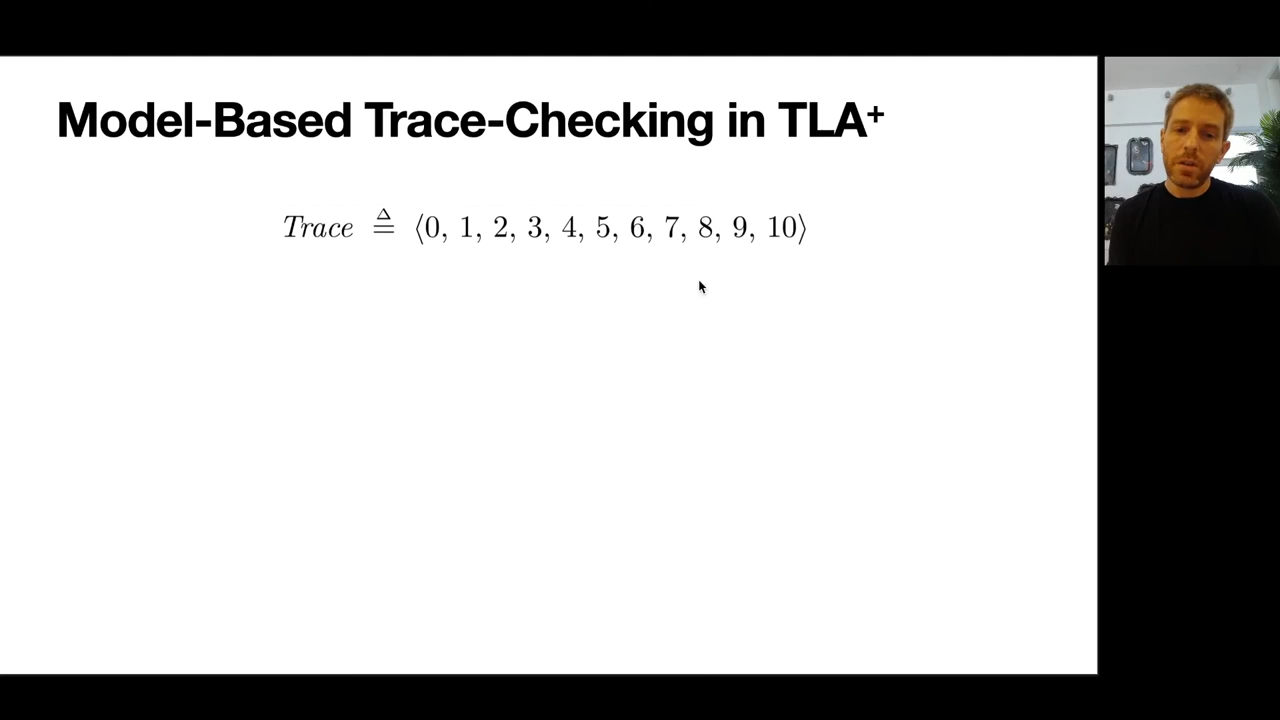 Model-Based Trace-Checking in TLA⁺
Trace ≜ ⟨0, 1, 2, 3, 4, 5, 6, 7, 8, 9, 10⟩